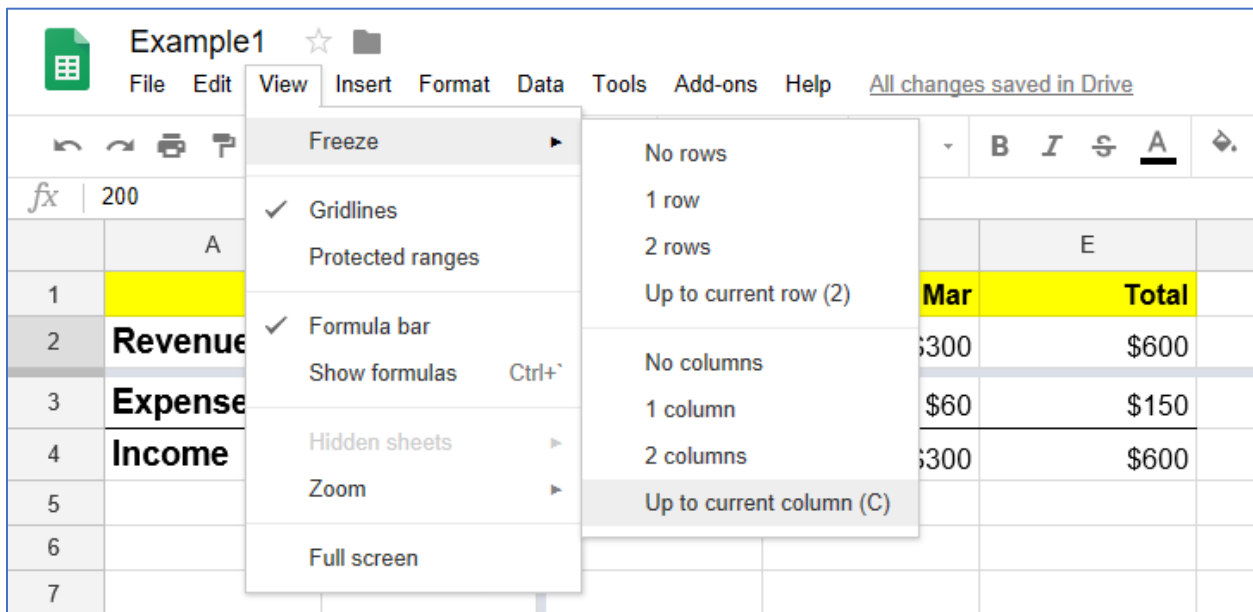 Example1
File Edit View Insert Format Data Tools Add-ons Help All changes saved in Drive
B I S A
fx 200
Freeze
Gridlines
Protected ranges
Formula bar
Show formulas Ctrl+`
Hidden sheets
Zoom
Full screen
No rows
1 row
2 rows
Up to current row (2)
No columns
1 column
2 columns
Up to current column (C)
A E
1 Mar Total
2 Revenue $300 $600
3 Expense $60 $150
4 Income $300 $600
5
6
7